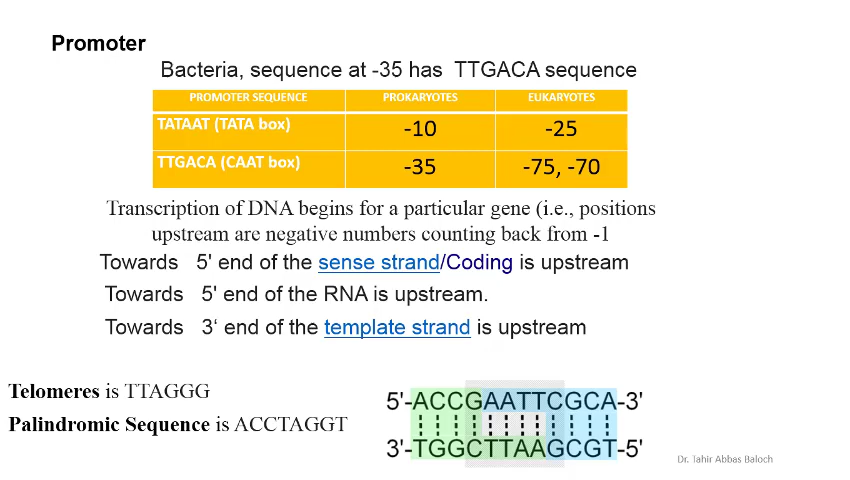 Promoter
Bacteria, sequence at -35 has TTGACA sequence
PROMOTER SEQUENCE PROKARYOTES EUKARYOTES
TATAAT (TATA box) -10 -25
TTGACA (CAAT box) -35 -75, -70
Transcription of DNA begins for a particular gene (i.e., positions
upstream are negative numbers counting back from -1
Towards 5' end of the sense strand/Coding is upstream
Towards 5' end of the RNA is upstream.
Towards 3‘ end of the template strand is upstream
Telomeres is TTAGGG
Palindromic Sequence is ACCTAGGT
5'-ACCGAATTCGCA-3'
3'-TGGCTTAAGCGT-5'
Dr. Tahir Abbas Baloch